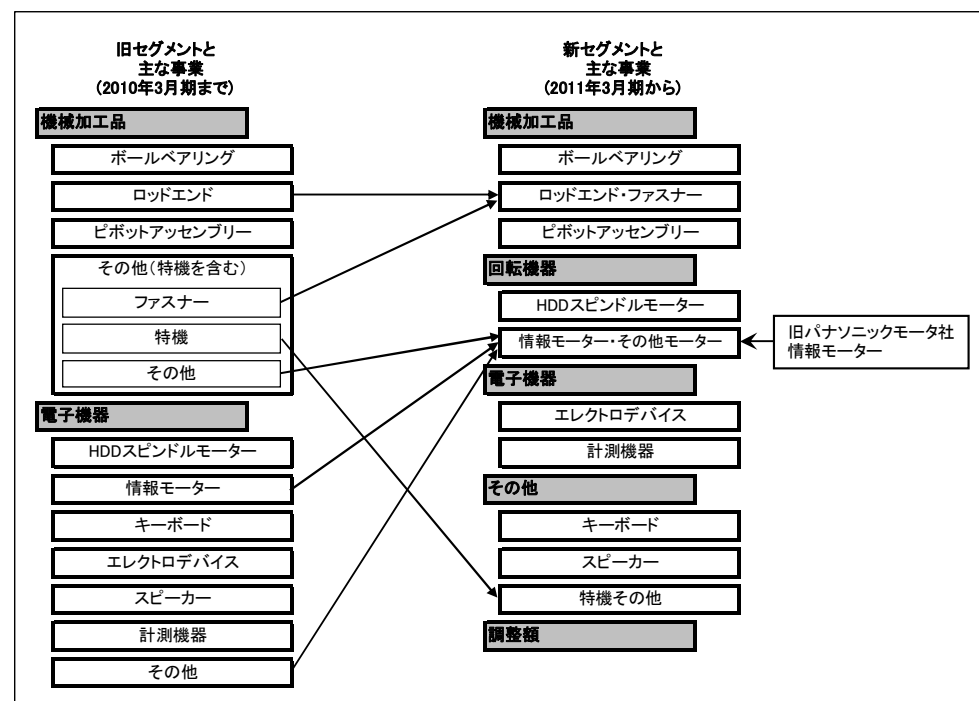 旧セグメントと
主な事業
(2010年3月期まで)
機械加工品
ボールベアリング
ロッドエンド
ピボットアッセンブリー
その他(特機を含む)
ファスナー
特機
その他
電子機器
HDDスピンドルモーター
情報モーター
キーボード
エレクトロデバイス
スピーカー
計測機器
その他
新セグメントと
主な事業
(2011年3月期から)
機械加工品
ボールベアリング
ロッドエンド・ファスナー
ピボットアッセンブリー
回転機器
HDDスピンドルモーター
情報モーター・その他モーター
電子機器
エレクトロデバイス
計測機器
その他
キーボード
スピーカー
特機その他
調整額
旧パナソニックモータ社
情報モーター